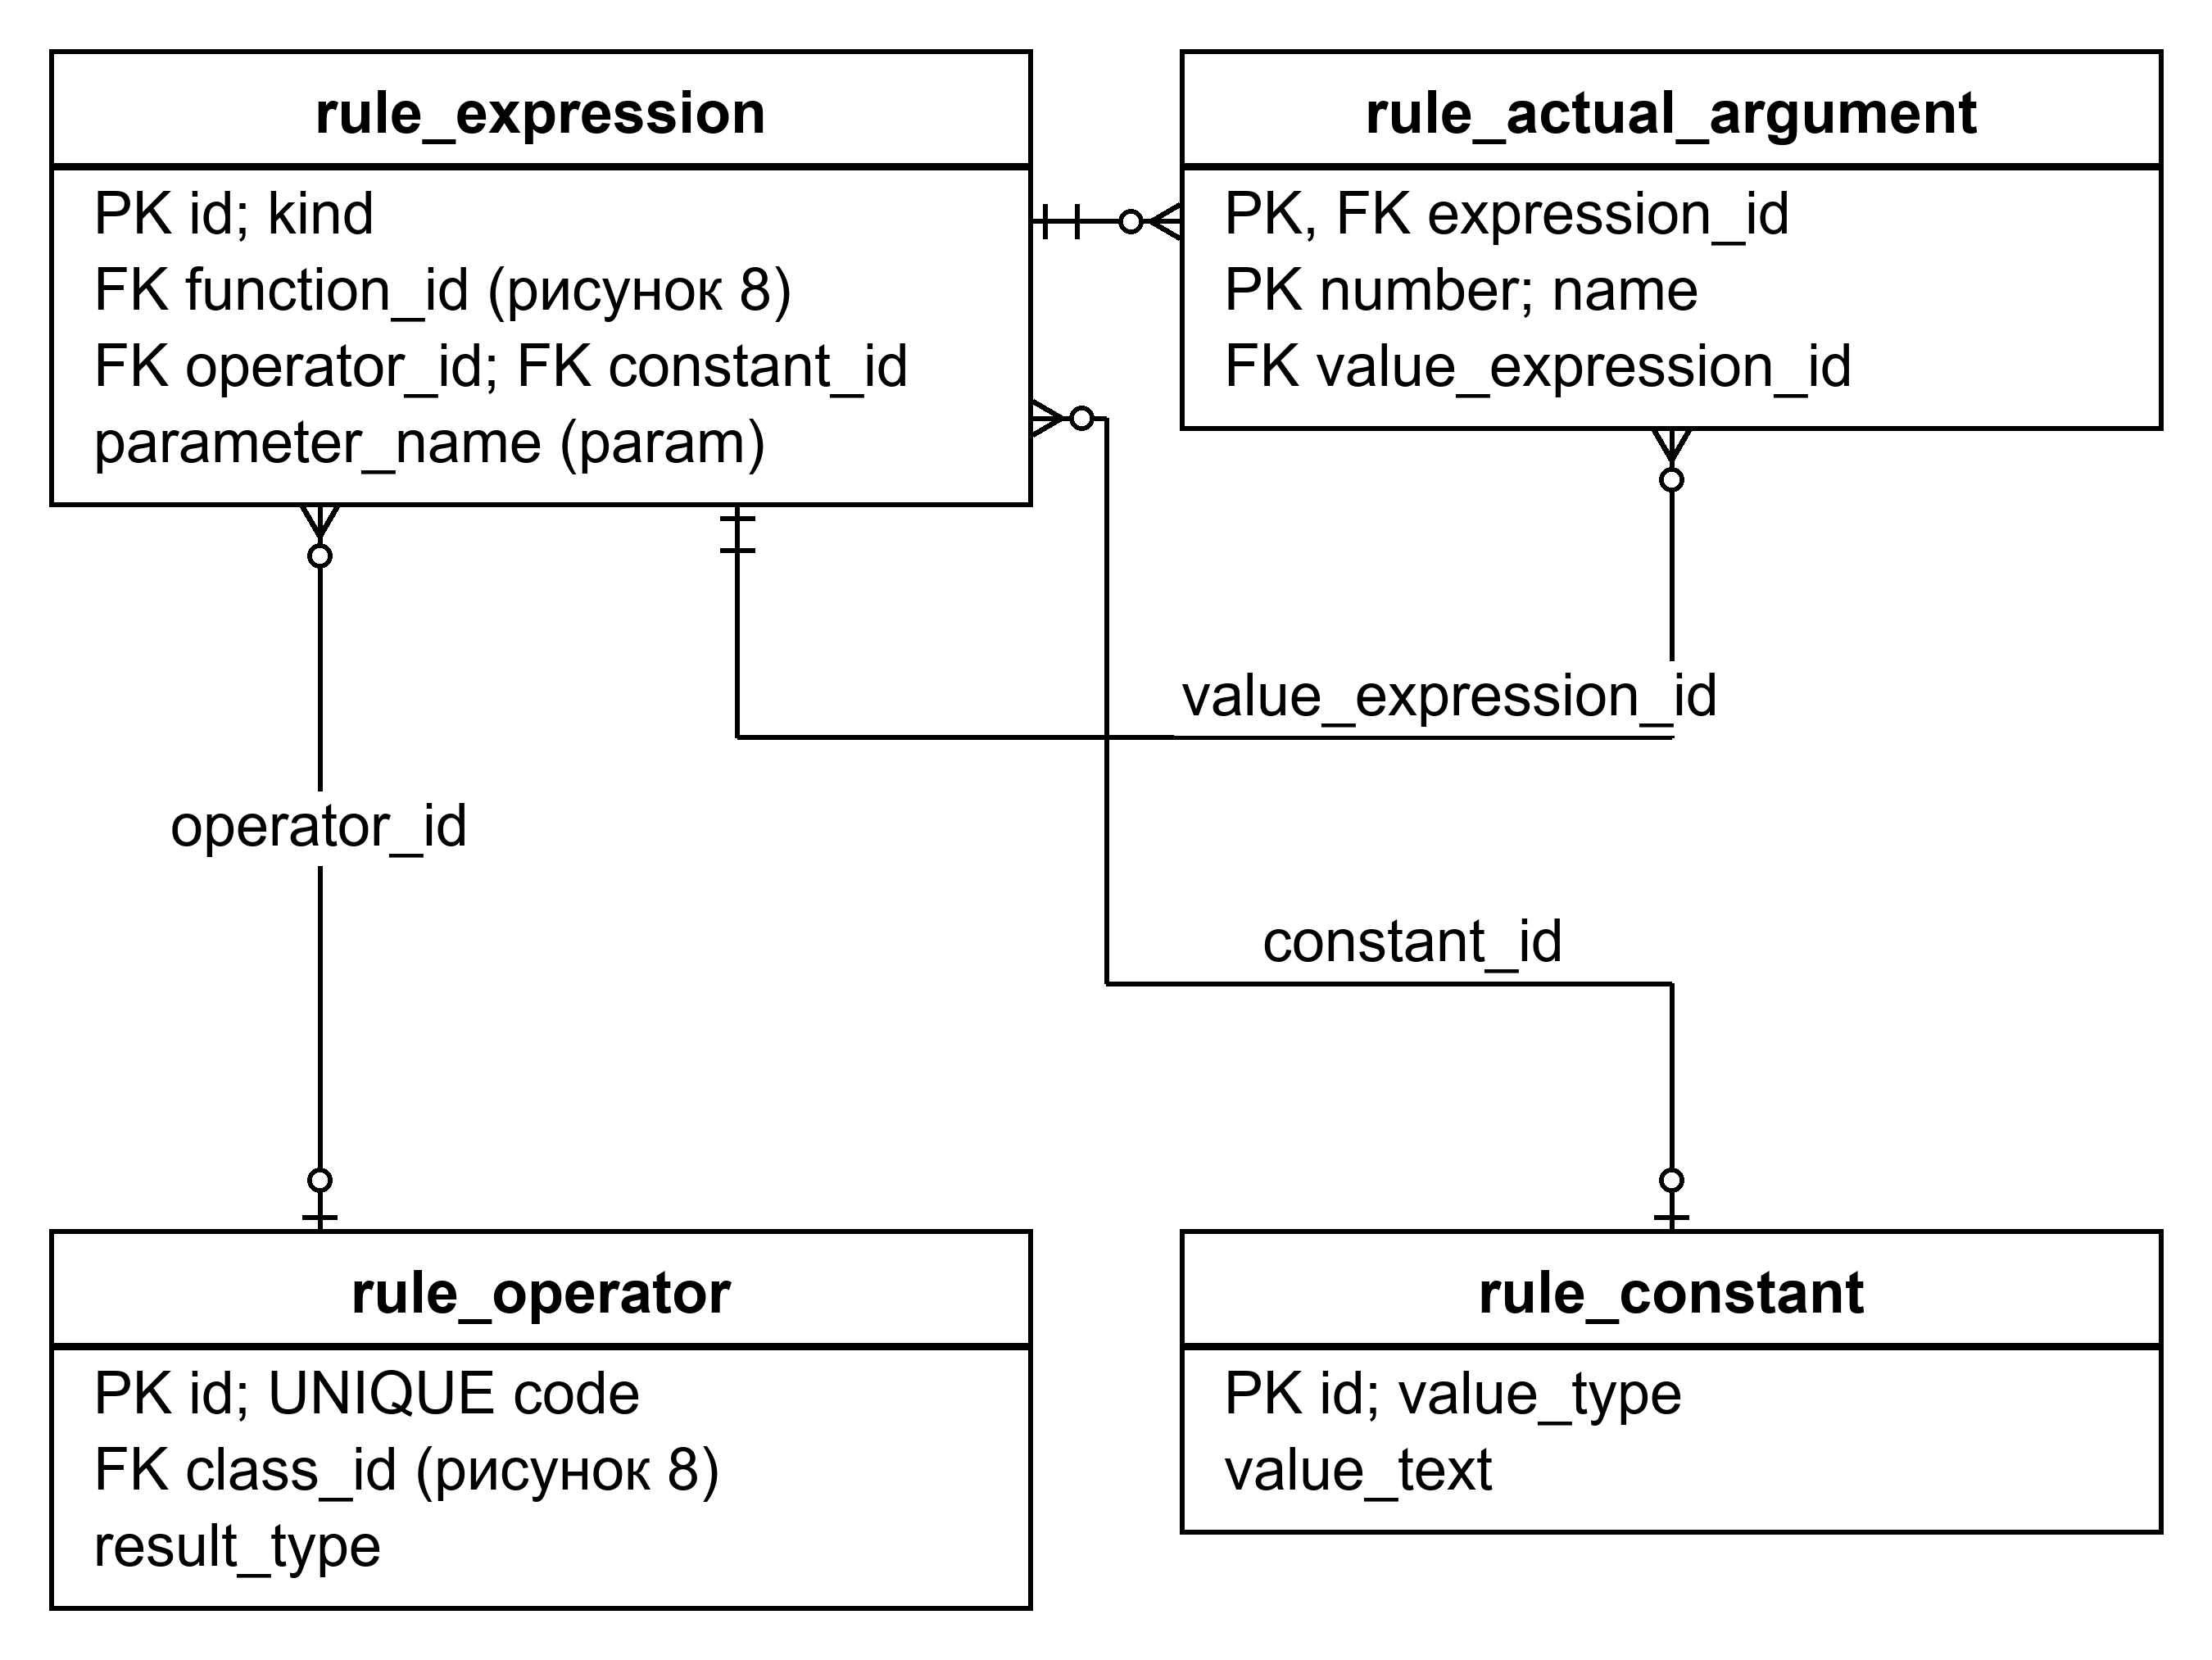 rule_expression
PK id; kind
FK function_id (рисунок 8)
FK operator_id; FK constant_id
parameter_name (param)
rule_actual_argument
PK, FK expression_id
PK number; name
FK value_expression_id
value_expression_id
operator_id
constant_id
rule_operator
PK id; UNIQUE code
FK class_id (рисунок 8)
result_type
rule_constant
PK id; value_type
value_text